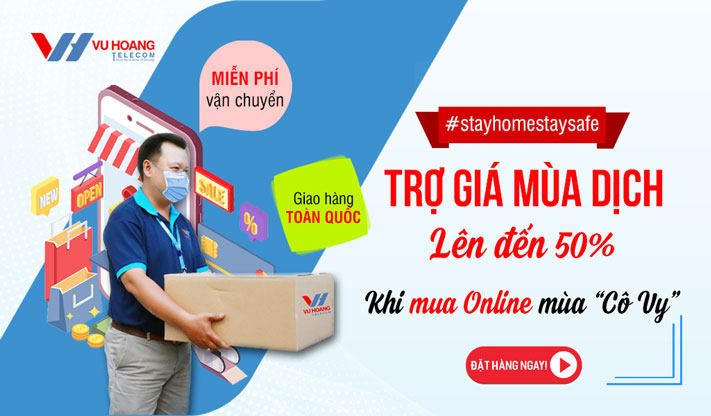 VU HOANG
TELECOM
MIỄN PHÍ
vận chuyển
#stayhomestaysafe
TRỢ GIÁ MÙA DỊCH
Lên đến 50%
Khi mua Online mùa “Cô Vy”
ĐẶT HÀNG NGAY!
Giao hàng
TOÀN QUỐC
NEW
OPEN
SALE
%
VU HOANG
TELECOM